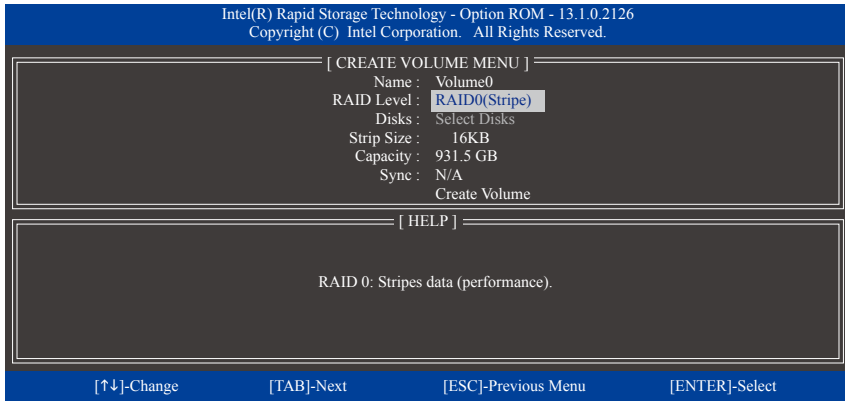 Intel(R) Rapid Storage Technology - Option ROM - 13.1.0.2126
Copyright (C) Intel Corporation. All Rights Reserved.
[ CREATE VOLUME MENU ]
Name : Volume0
RAID Level : RAID0(Stripe)
Disks : Select Disks
Strip Size : 16KB
Capacity : 931.5 GB
Sync : N/A
Create Volume
[ HELP ]
RAID 0: Stripes data (performance).
[↑↓]-Change [TAB]-Next [ESC]-Previous Menu [ENTER]-Select